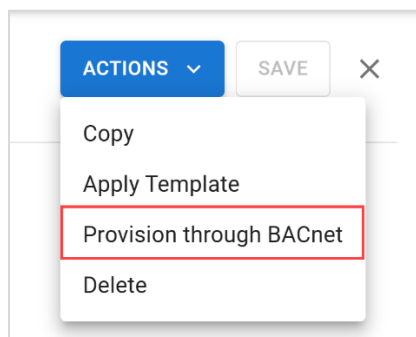 ACTIONS
SAVE
Copy
Apply Template
Provision through BACnet
Delete